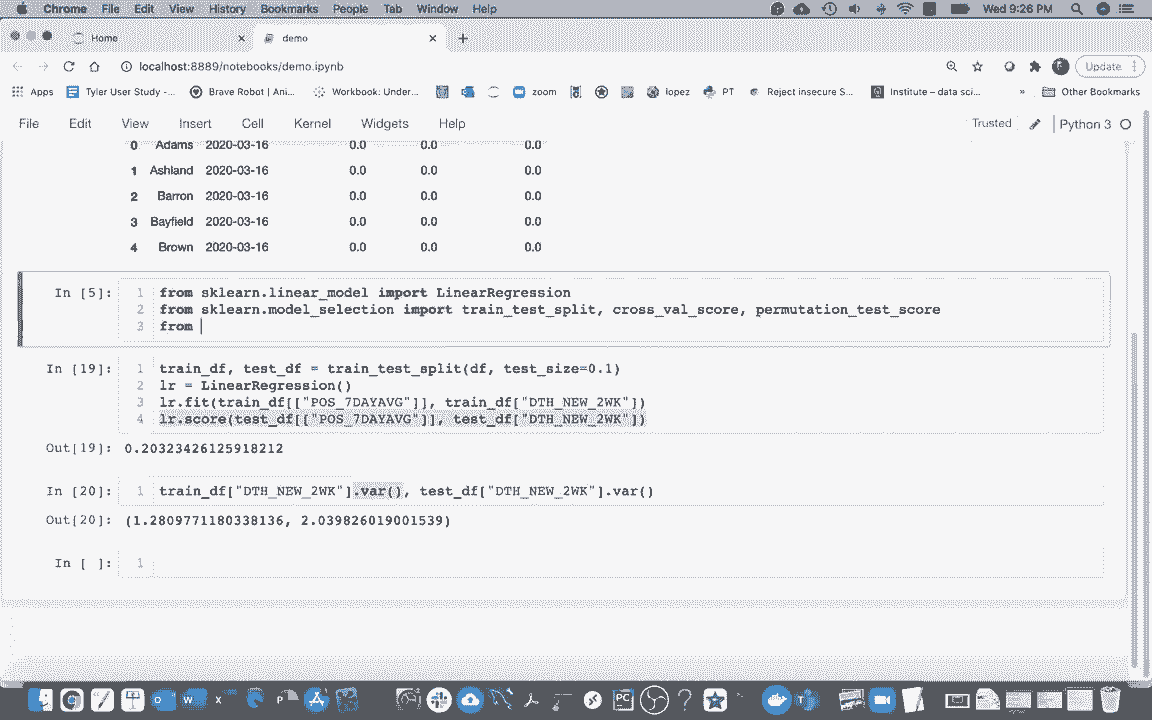 Chrome File Edit View History Bookmarks People Tab Window Help Wed 9:26 PM
Home demo
localhost:8889/notebooks/demo.ipynb Update
Apps Tyler User Study -... Brave Robot | Ani... Workbook: Under... zoom lopez PT Reject insecure S... Institute – data sci... » Other Bookmarks
File Edit View Insert Cell Kernel Widgets Help Trusted Python 3
0 Adams 2020-03-16 0.0 0.0 0.0
1 Ashland 2020-03-16 0.0 0.0 0.0
2 Barron 2020-03-16 0.0 0.0 0.0
3 Bayfield 2020-03-16 0.0 0.0 0.0
4 Brown 2020-03-16 0.0 0.0 0.0
In [5]: 1 from sklearn.linear_model import LinearRegression
2 from sklearn.model_selection import train_test_split, cross_val_score, permutation_test_score
3 from
In [19]: 1 train_df, test_df = train_test_split(df, test_size=0.1)
2 lr = LinearRegression()
3 lr.fit(train_df[["POS_7DAYAVG"]], train_df["DTH_NEW_2WK"])
4 lr.score(test_df[["POS_7DAYAVG"]], test_df["DTH_NEW_2WK"])
Out[19]: 0.20323426125918212
In [20]: 1 train_df["DTH_NEW_2WK"].var(), test_df["DTH_NEW_2WK"].var()
Out[20]: (1.2809771180338136, 2.039826019001539)
In [ ]: 1